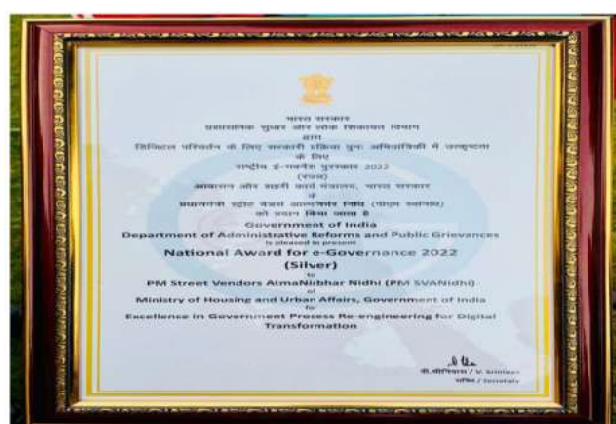 भारत सरकार
प्रशासनिक सुधार और लोक शिकायत विभाग
द्वारा
डिजिटल परिवर्तन के लिए सरकारी प्रक्रिया पुनः अभियांत्रिकी में उत्कृष्टता
के लिए
राष्ट्रीय ई-गवर्नेंस पुरस्कार 2022
(रजत)
आवासन और शहरी कार्य मंत्रालय, भारत सरकार
प्रधानमंत्री स्ट्रीट वेंडर्स आत्मनिर्भर निधि (पीएम स्वनिधि)
को प्रदान किया जाता है
Government of India
Department of Administrative Reforms and Public Grievances
is pleased to present
National Award for e-Governance 2022
(Silver)
to
PM Street Vendors AtmaNirbhar Nidhi (PM SVANidhi)
of
Ministry of Housing and Urban Affairs, Government of India
for
Excellence in Government Process Re-engineering for Digital
Transformation
वी.श्रीनिवास / V. Srinivas
सचिव / Secretary